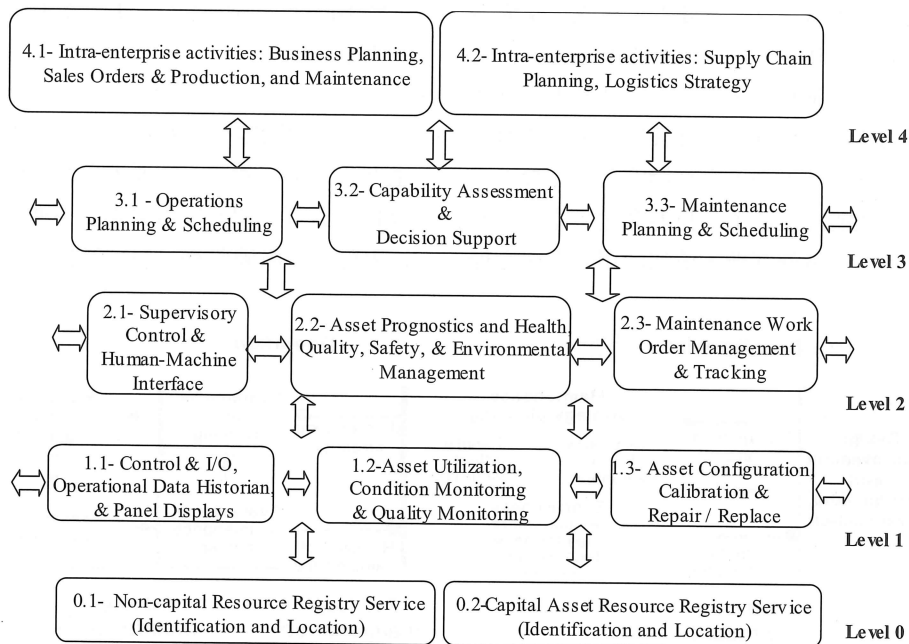 4.1- Intra-enterprise activities: Business Planning,
Sales Orders & Production, and Maintenance
4.2- Intra-enterprise activities: Supply Chain
Planning, Logistics Strategy
Level 4
3.1 - Operations
Planning & Scheduling
3.2- Capability Assessment
&
Decision Support
3.3- Maintenance
Planning & Scheduling
Level 3
2.1- Supervisory
Control &
Human-Machine
Interface
2.2- Asset Prognostics and Health,
Quality, Safety, & Environmental
Management
2.3- Maintenance Work
Order Management
& Tracking
Level 2
1.1- Control & I/O,
Operational Data Historian,
& Panel Displays
1.2-Asset Utilization,
Condition Monitoring
& Quality Monitoring
1.3- Asset Configuration,
Calibration &
Repair / Replace
Level 1
0.1- Non-capital Resource Registry Service
(Identification and Location)
0.2-Capital Asset Resource Registry Service
(Identification and Location)
Level 0